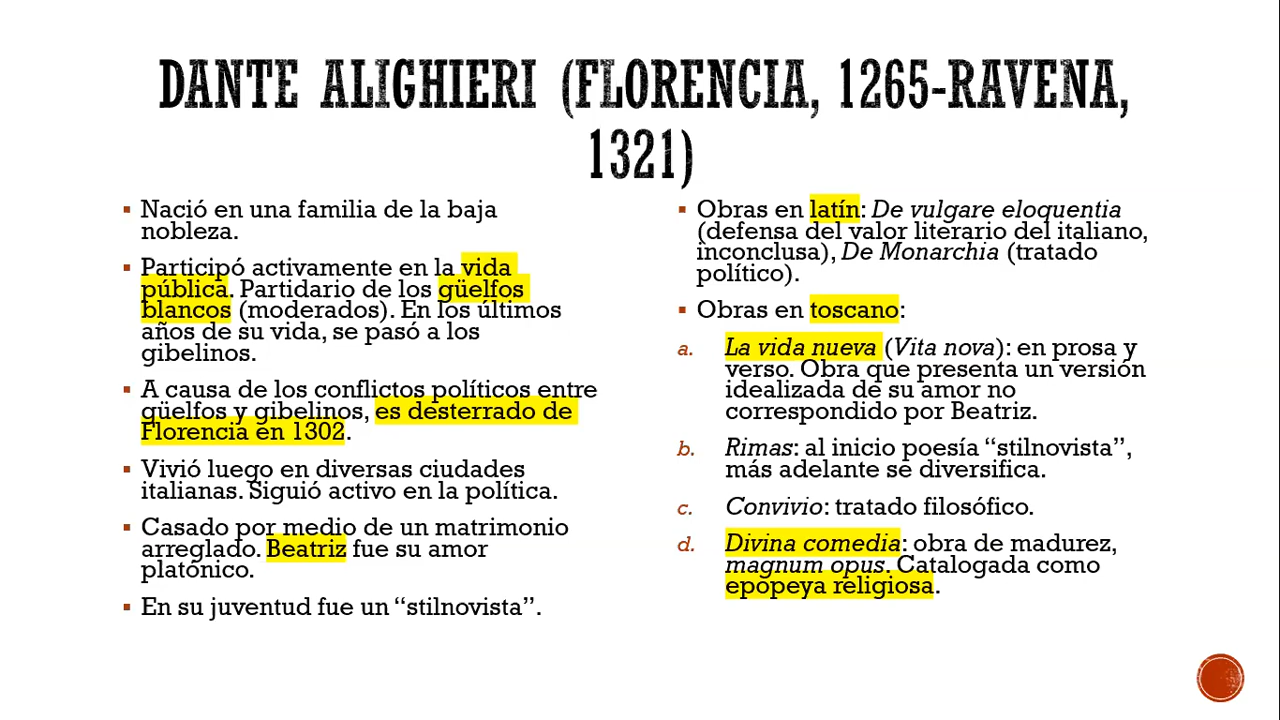 DANTE ALIGHIERI (FLORENCIA, 1265-RAVENA,
1321)
▪ Nació en una familia de la baja
nobleza.
▪ Participó activamente en la vida
pública. Partidario de los güelfos
blancos (moderados). En los últimos
años de su vida, se pasó a los
gibelinos.
▪ A causa de los conflictos políticos entre
güelfos y gibelinos, es desterrado de
Florencia en 1302.
▪ Vivió luego en diversas ciudades
italianas. Siguió activo en la política.
▪ Casado por medio de un matrimonio
arreglado. Beatriz fue su amor
platónico.
▪ En su juventud fue un “stilnovista”.
▪ Obras en latín: De vulgare eloquentia
(defensa del valor literario del italiano,
inconclusa), De Monarchia (tratado
político).
▪ Obras en toscano:
a. La vida nueva (Vita nova): en prosa y
verso. Obra que presenta un versión
idealizada de su amor no
correspondido por Beatriz.
b. Rimas: al inicio poesía “stilnovista”,
más adelante se diversifica.
c. Convivio: tratado filosófico.
d. Divina comedia: obra de madurez,
magnum opus. Catalogada como
epopeya religiosa.